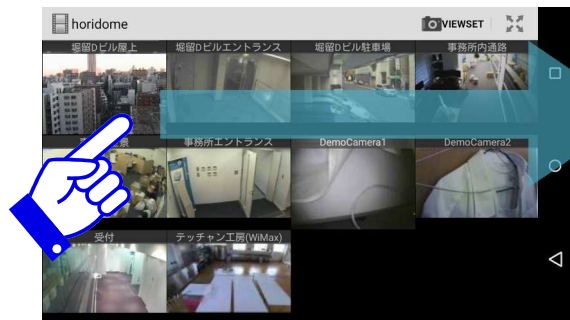 horidome
VIEWSET
堀留Dビル屋上
堀留Dビルエントランス
堀留Dビル駐車場
事務所内通路
景
事務所エントランス
DemoCamera1
DemoCamera2
受付
テッチャン工房(WiMax)